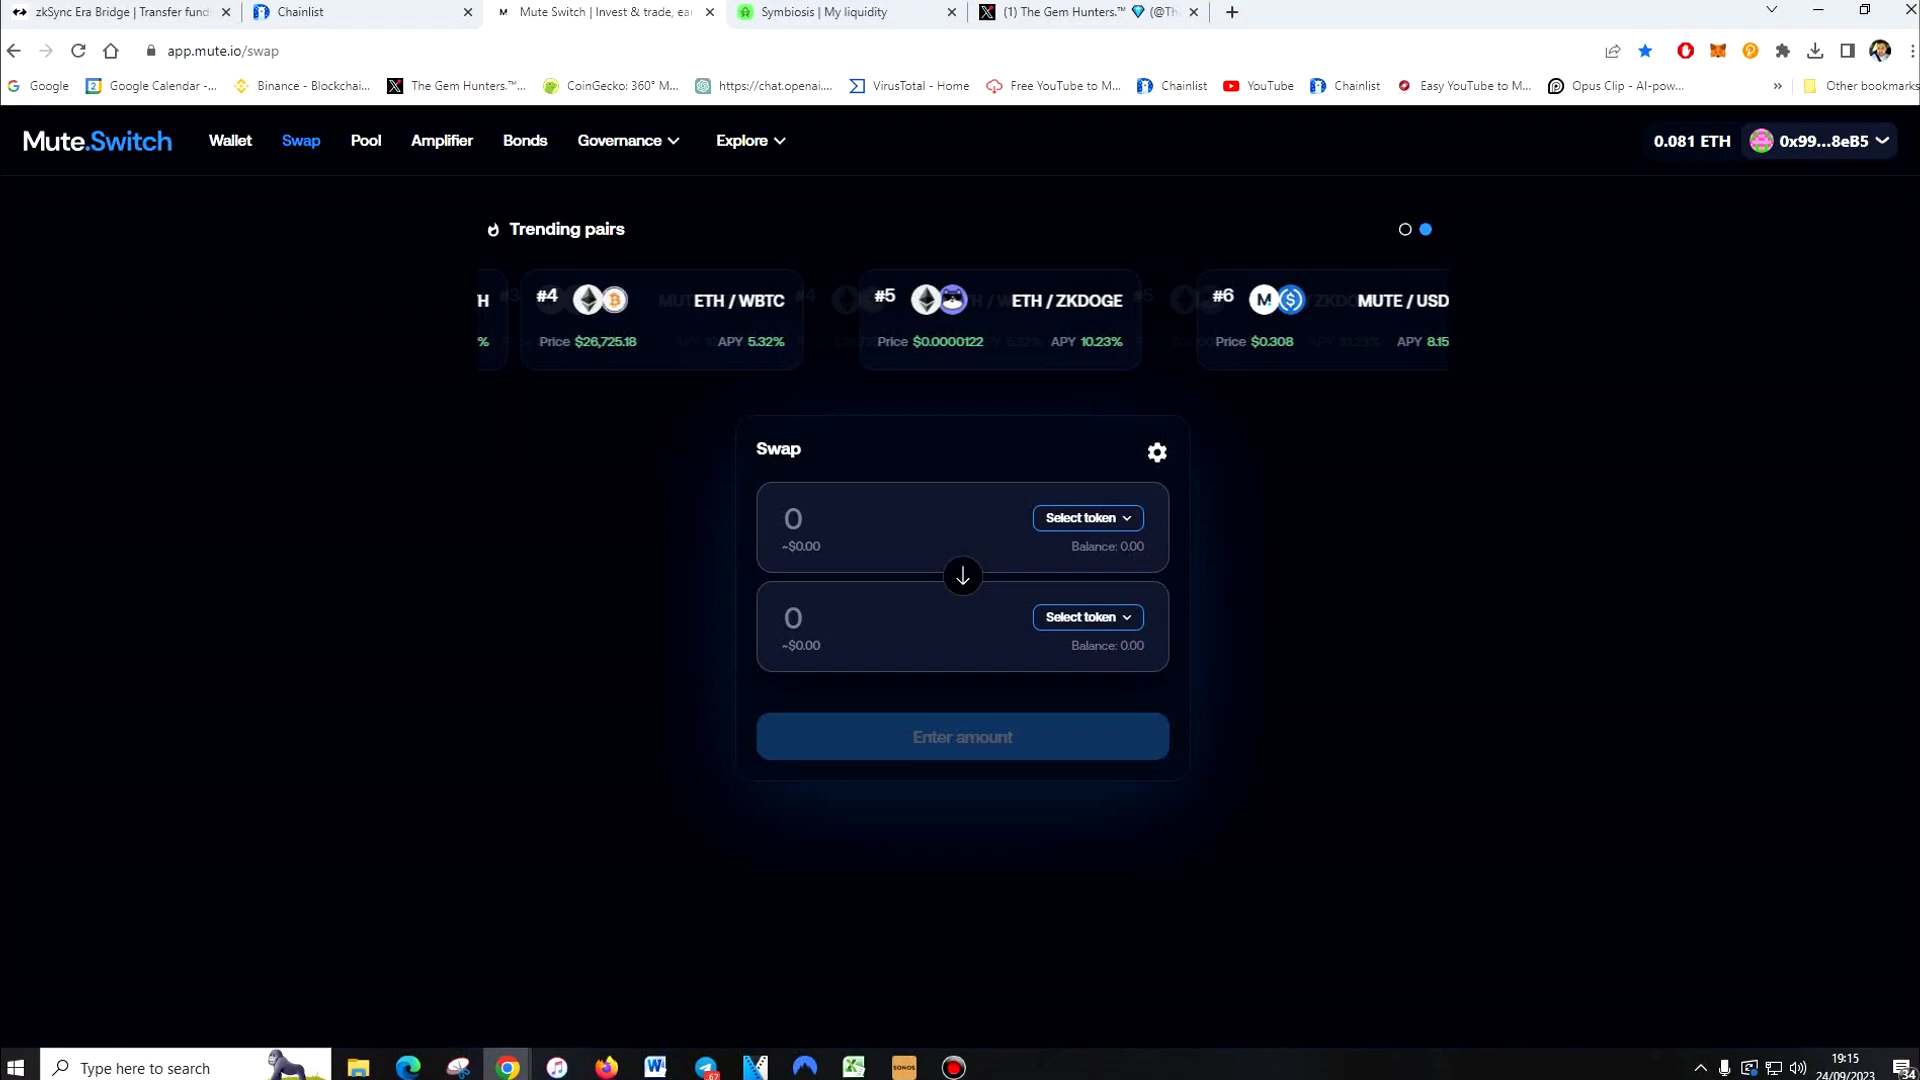 zkSync Era Bridge | Transfer fund
Chainlist
Mute Switch | Invest & trade, ear
Symbiosis | My liquidity
(1) The Gem Hunters.™ 💎 (@Th
app.mute.io/swap
Google
Google Calendar -...
Binance - Blockchai...
The Gem Hunters.™...
CoinGecko: 360° M...
https://chat.openai....
VirusTotal - Home
Free YouTube to M...
Chainlist
YouTube
Chainlist
Easy YouTube to M...
Opus Clip - AI-pow...
»
Other bookmarks
Mute.Switch
Wallet
Swap
Pool
Amplifier
Bonds
Governance
Explore
0.081 ETH
0x99...8eB5
Trending pairs
H
#4
ETH / WBTC
#5
ETH / ZKDOGE
#6
MUTE / USD
%
Price $26,725.18
APY 5.32%
Price $0.0000122
APY 10.23%
Price $0.308
APY 8.15
Swap
0
Select token
~$0.00
Balance: 0.00
0
Select token
~$0.00
Balance: 0.00
Enter amount
Type here to search
67
SONOS
19:15
24/09/2023
34